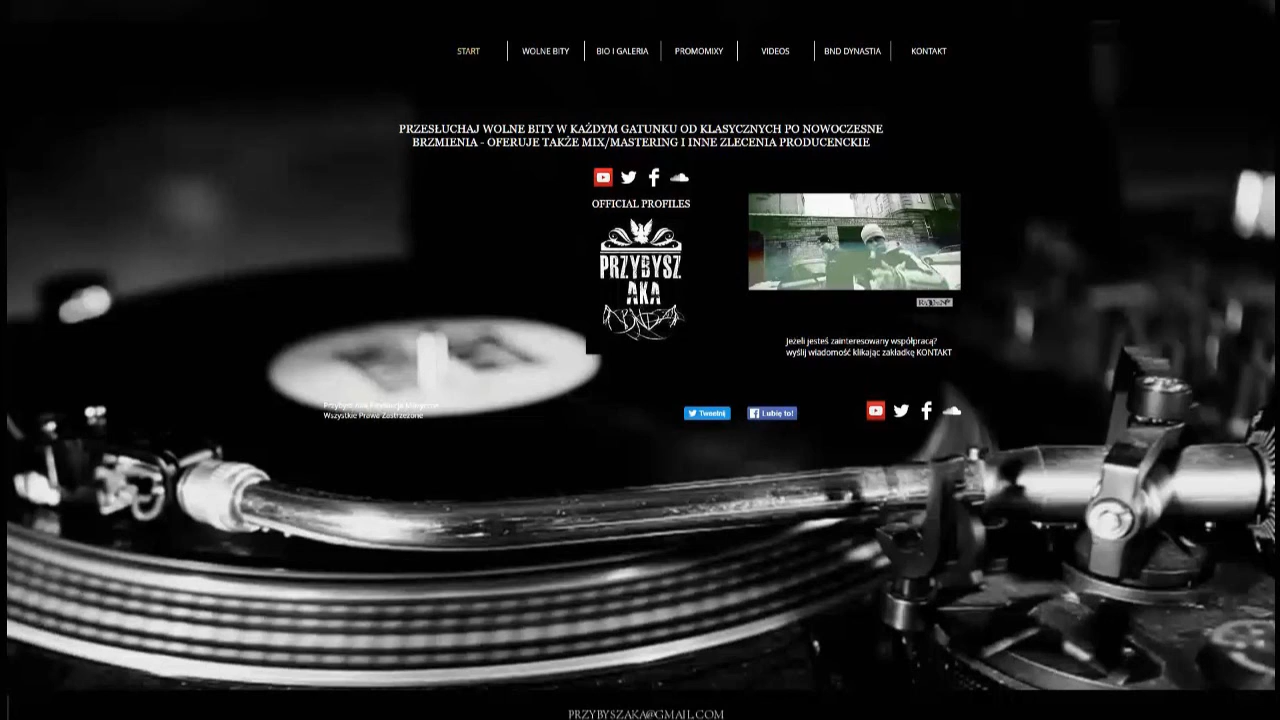 START
WOLNE BITY
BIO I GALERIA
PROMOMIXY
VIDEOS
BND DYNASTIA
KONTAKT
PRZESŁUCHAJ WOLNE BITY W KAŻDYM GATUNKU OD KLASYCZNYCH PO NOWOCZESNE
BRZMIENIA - OFERUJE TAKŻE MIX/MASTERING I INNE ZLECENIA PRODUCENCKIE
OFFICIAL PROFILES
PRZYBYSZ
AKA
Jeżeli jesteś zainteresowany współpracą?
wyślij wiadomość klikając zakładkę KONTAKT
Wszystkie Prawa Zastrzeżone
Tweetnij
Lubię to!
PRZYBYSZAKA@GMAIL.COM